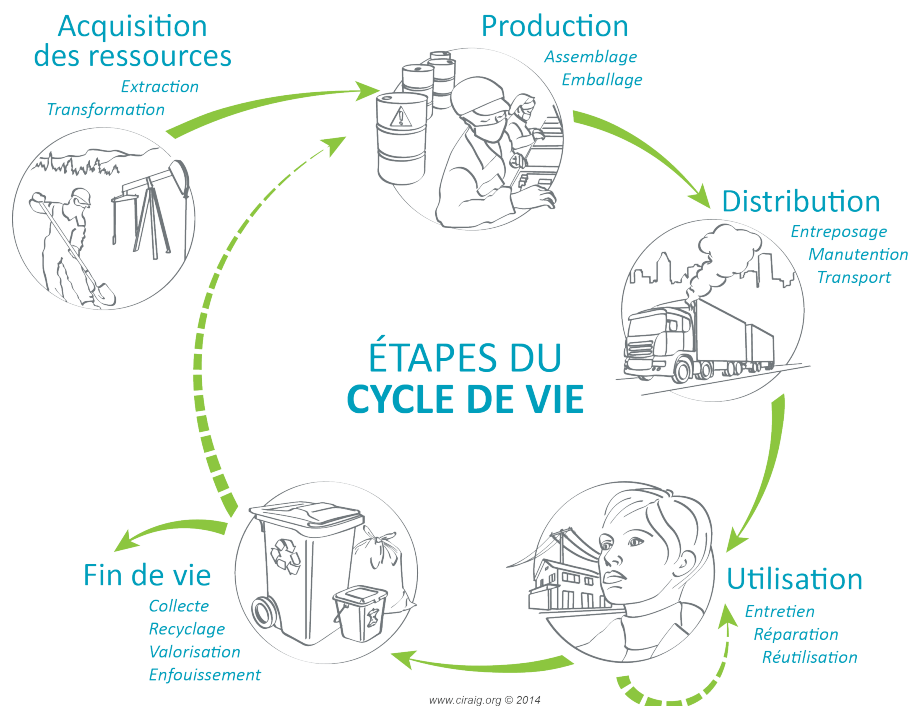 Acquisition
des ressources
Extraction
Transformation
Production
Assemblage
Emballage
Distribution
Entreposage
Manutention
Transport
ÉTAPES DU
CYCLE DE VIE
Utilisation
Entretien
Réparation
Réutilisation
Fin de vie
Collecte
Recyclage
Valorisation
Enfouissement
www.ciraig.org © 2014